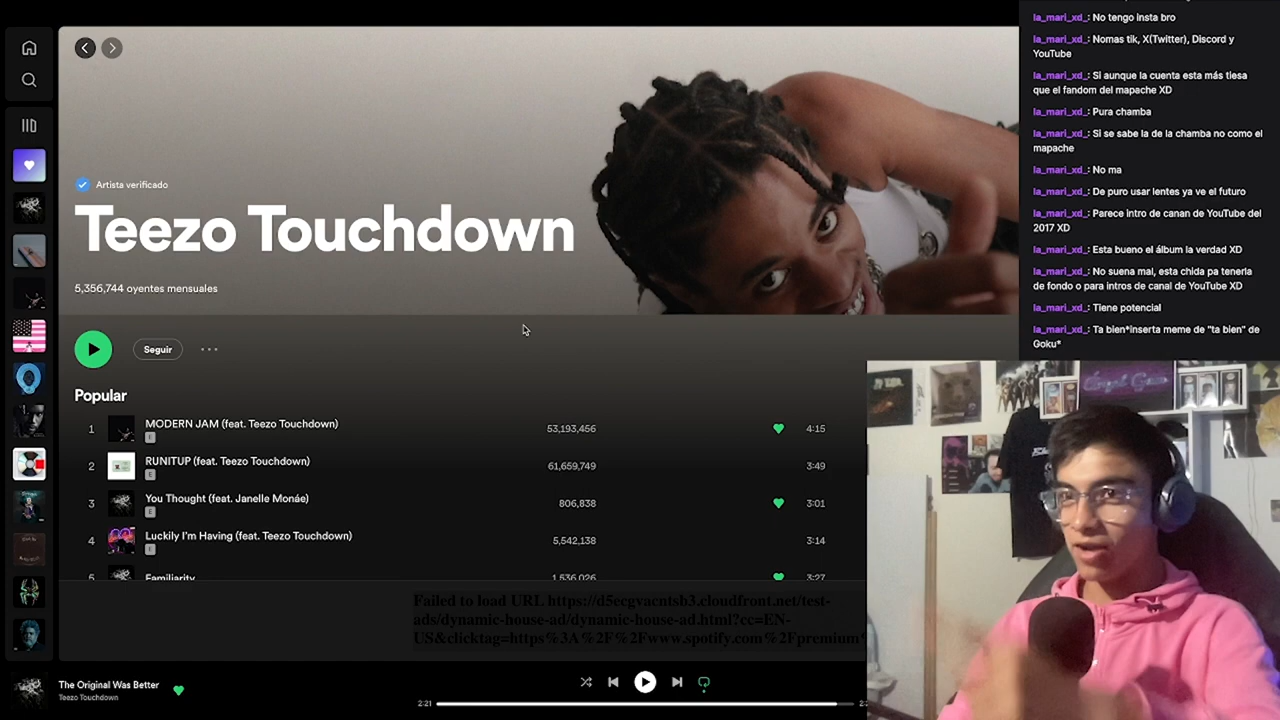 la_mari_xd_: No tengo insta bro
la_mari_xd_: Nomas tik, X(Twitter), Discord y
YouTube
la_mari_xd_: Si aunque la cuenta esta más tiesa
que el fandom del mapache XD
la_mari_xd_: Pura chamba
la_mari_xd_: Si se sabe la de la chamba no como el
mapache
la_mari_xd_: No ma
la_mari_xd_: De puro usar lentes ya ve el futuro
la_mari_xd_: Parece intro de canan de YouTube del
2017 XD
la_mari_xd_: Esta bueno el álbum la verdad XD
la_mari_xd_: No suena mal, esta chida pa tenerla
de fondo o para intros de canal de YouTube XD
la_mari_xd_: Tiene potencial
la_mari_xd_: Ta bien*inserta meme de "ta bien" de
Goku*
Artista verificado
Teezo Touchdown
5,356,744 oyentes mensuales
Seguir
Popular
1 MODERN JAM (feat. Teezo Touchdown) 53,193,456 4:15
E
2 RUNITUP (feat. Teezo Touchdown) 61,659,749 3:49
E
3 You Thought (feat. Janelle Monáe) 806,838 3:01
E
4 Luckily I'm Having (feat. Teezo Touchdown) 5,542,138 3:14
E
5 Familiarity 1,536,026 3:27
Failed to load URL https://d5ecgvacntsb3.cloudfront.net/test-
ads/dynamic-house-ad/dynamic-house-ad.html?cc=EN-
US&clicktag=https%3A%2F%2Fwww.spotify.com%2Fpremium
The Original Was Better
Teezo Touchdown
2:21